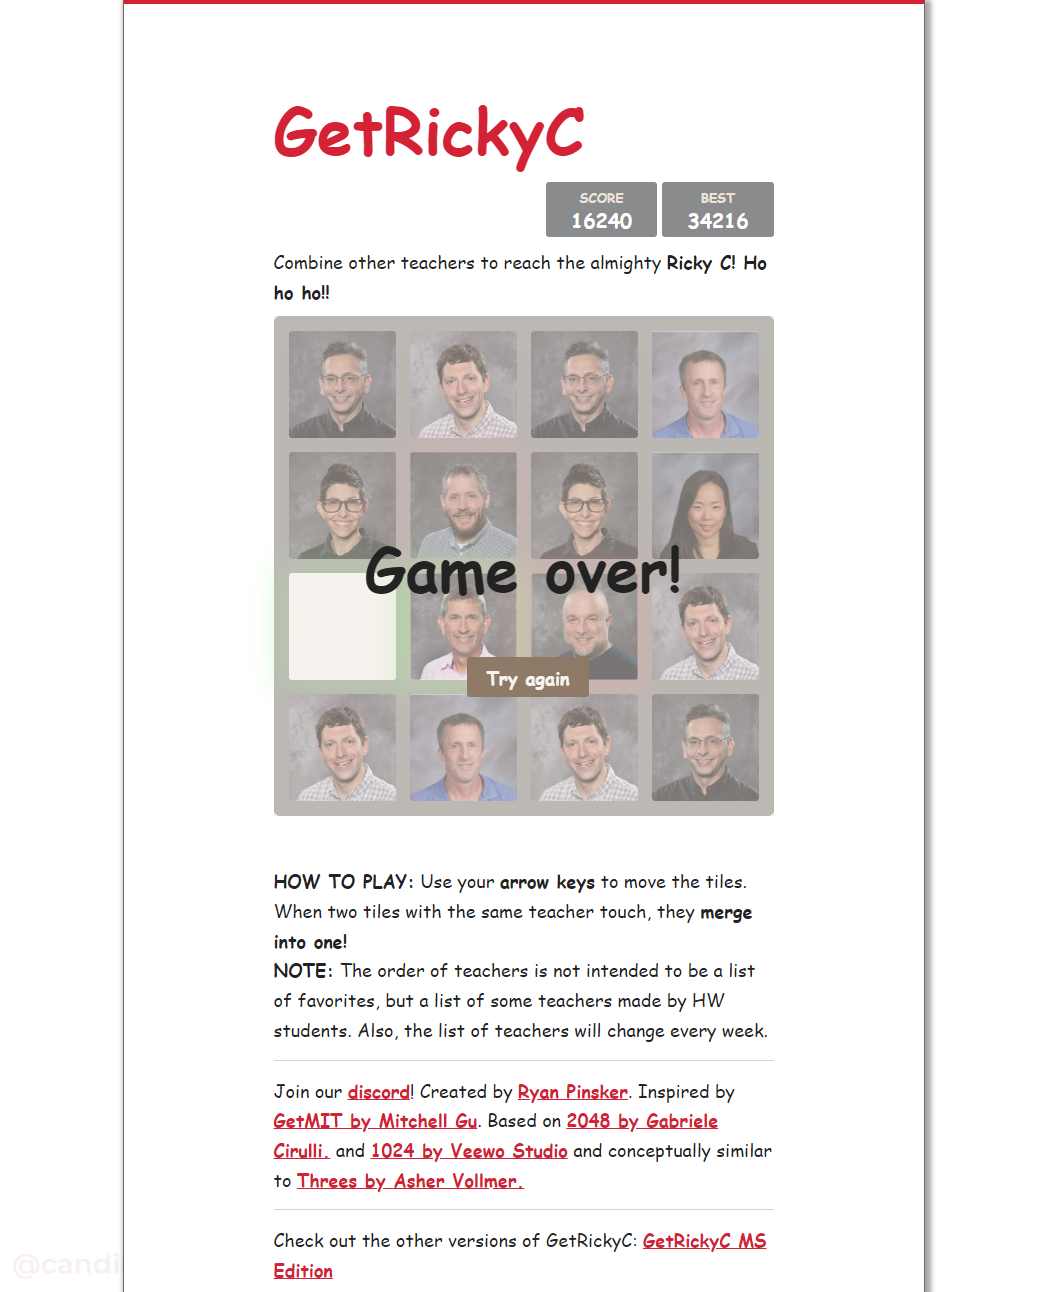 GetRickyC
SCORE
16240
BEST
34216
Combine other teachers to reach the almighty Ricky C! Ho
ho ho!!
Game over!
Try again
HOW TO PLAY: Use your arrow keys to move the tiles.
When two tiles with the same teacher touch, they merge
into one!
NOTE: The order of teachers is not intended to be a list
of favorites, but a list of some teachers made by HW
students. Also, the list of teachers will change every week.
Join our discord! Created by Ryan Pinsker. Inspired by
GetMIT by Mitchell Gu. Based on 2048 by Gabriele
Cirulli. and 1024 by Veewo Studio and conceptually similar
to Threes by Asher Vollmer.
Check out the other versions of GetRickyC: GetRickyC MS
Edition